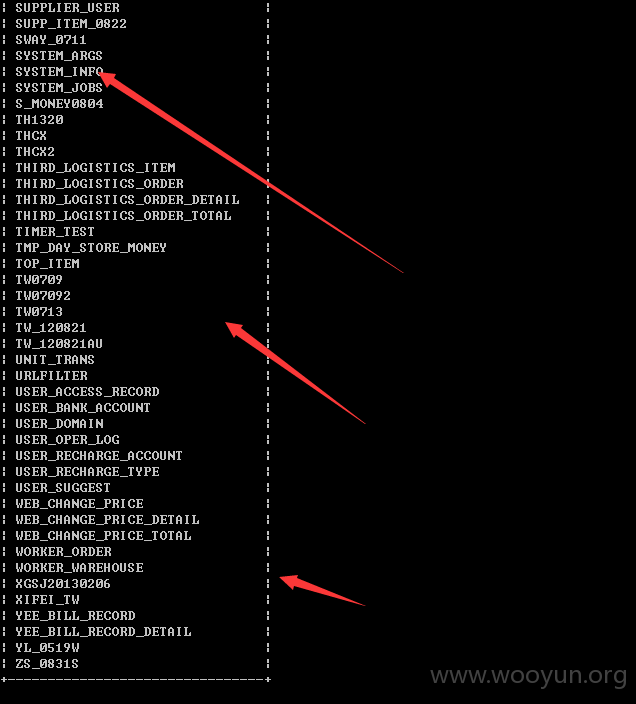 SUPPLIER_USER
SUPP_ITEM_0822
SWAY_0711
SYSTEM_ARGS
SYSTEM_INFO
SYSTEM_JOBS
S_MONEY0804
TH1320
THCX
THCX2
THIRD_LOGISTICS_ITEM
THIRD_LOGISTICS_ORDER
THIRD_LOGISTICS_ORDER_DETAIL
THIRD_LOGISTICS_ORDER_TOTAL
TIMER_TEST
TMP_DAY_STORE_MONEY
TOP_ITEM
TW0709
TW07092
TW0713
TW_120821
TW_120821AU
UNIT_TRANS
URLFILTER
USER_ACCESS_RECORD
USER_BANK_ACCOUNT
USER_DOMAIN
USER_OPER_LOG
USER_RECHARGE_ACCOUNT
USER_RECHARGE_TYPE
USER_SUGGEST
WEB_CHANGE_PRICE
WEB_CHANGE_PRICE_DETAIL
WEB_CHANGE_PRICE_TOTAL
WORKER_ORDER
WORKER_WAREHOUSE
XGSJ20130206
XIFEI_TW
YEE_BILL_RECORD
YEE_BILL_RECORD_DETAIL
YL_0519W
ZS_0831S
www.wooyun.org